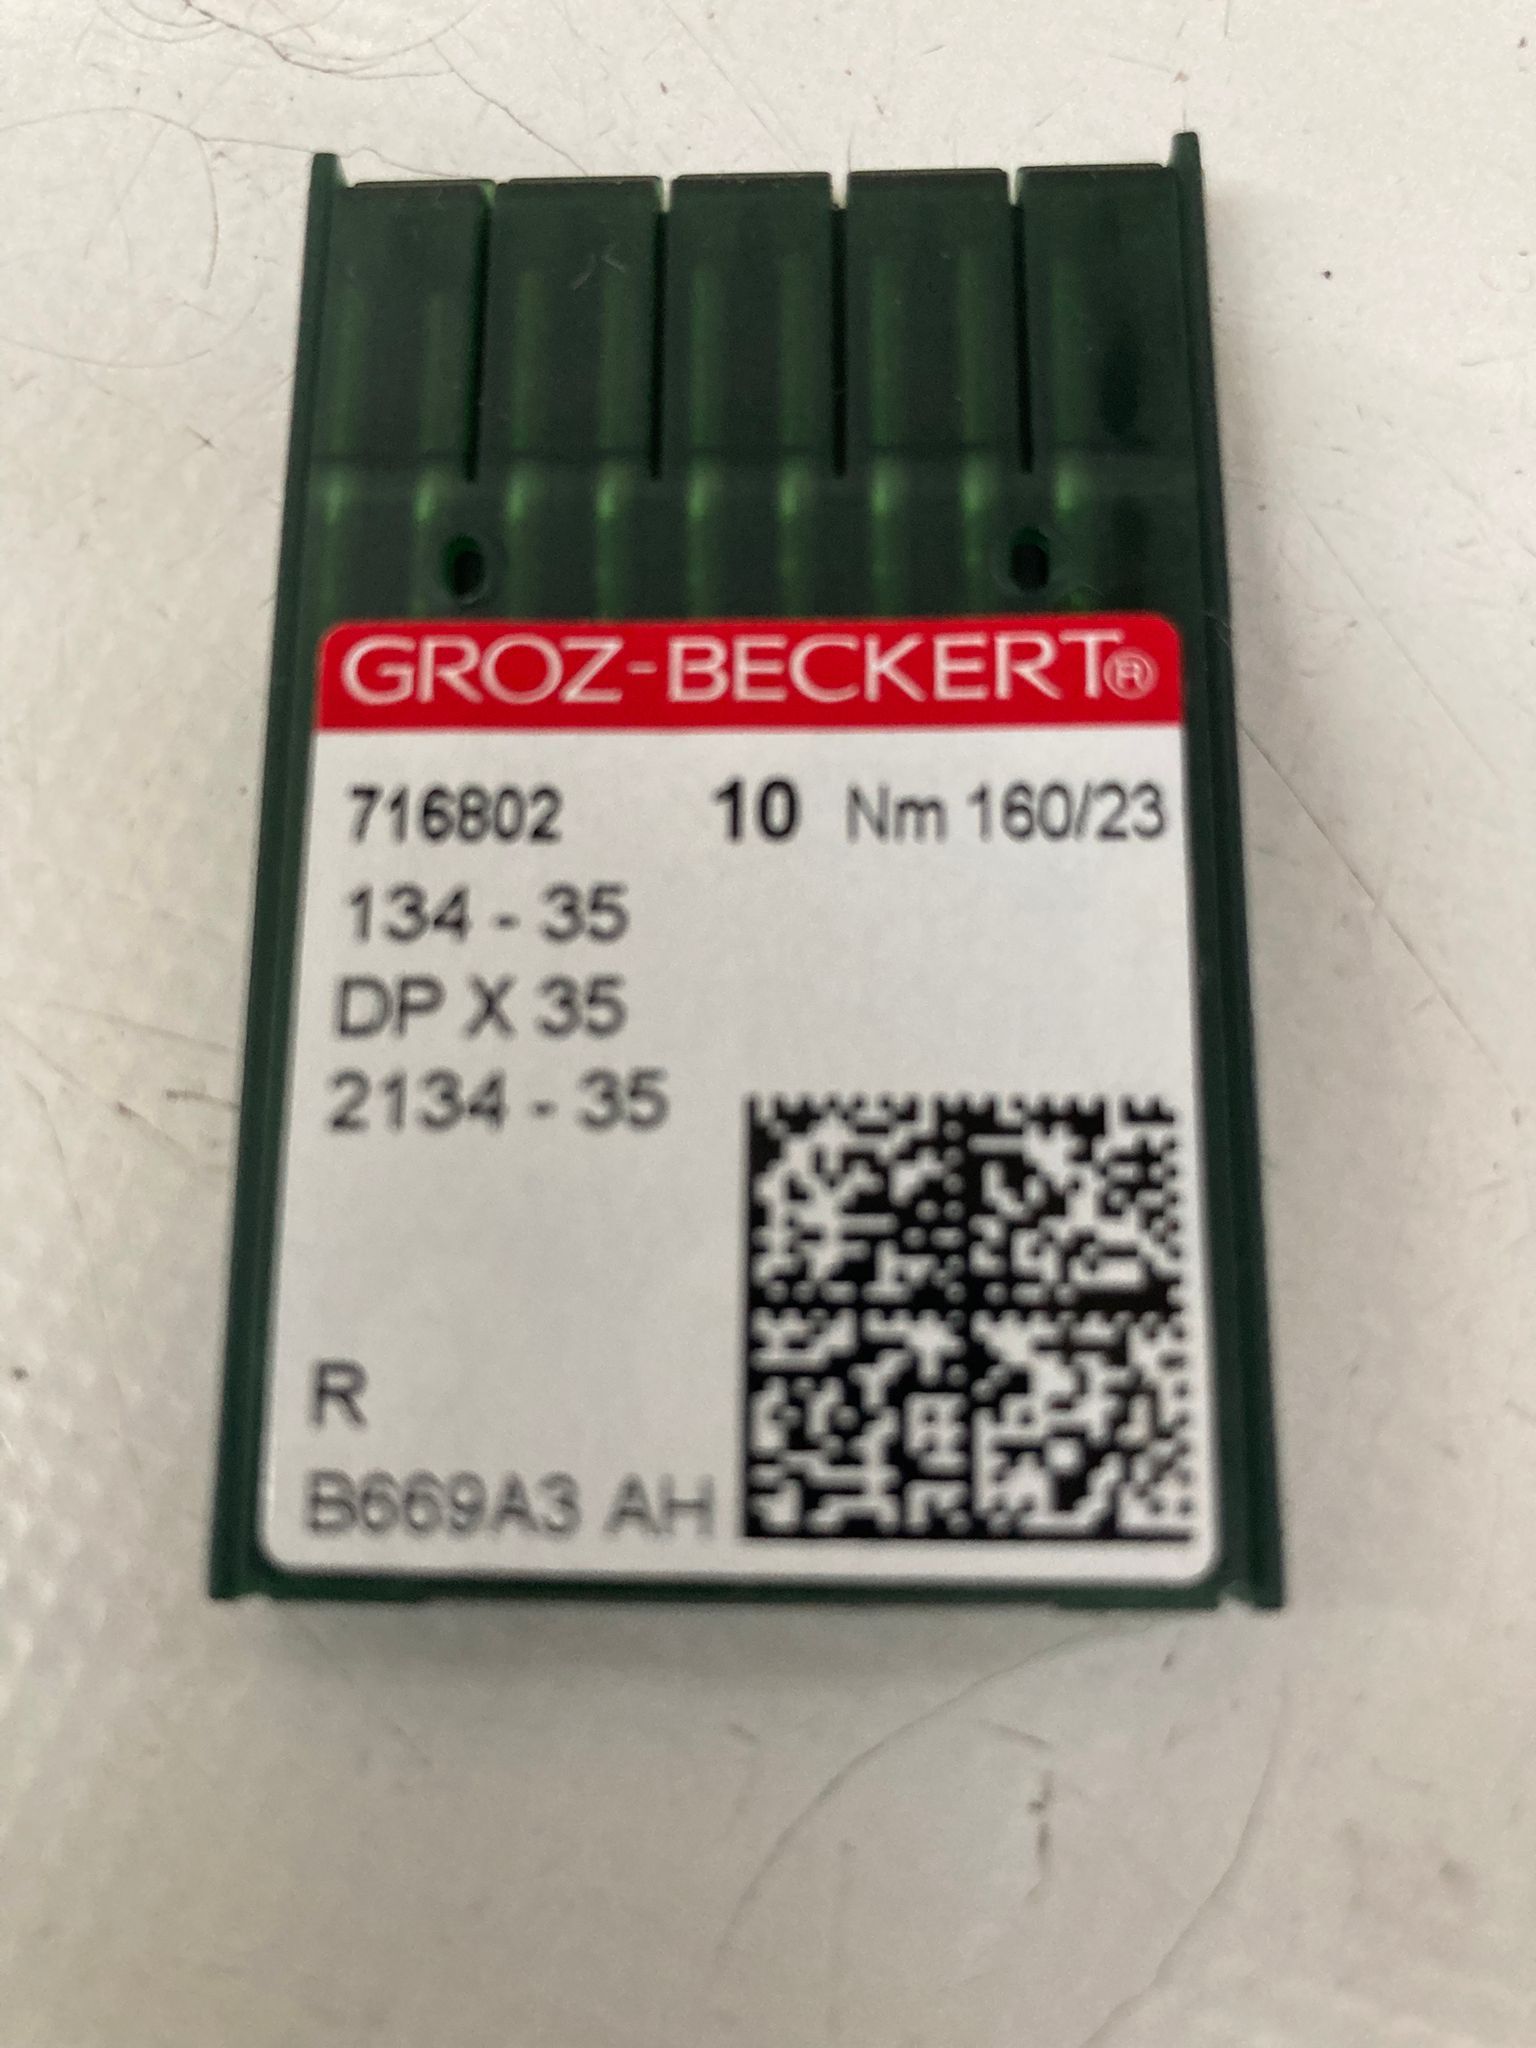 GROZ-BECKERT®
716802 10 Nm 160/23
134 - 35
DP X 35
2134 - 35
R
B669A3 AH